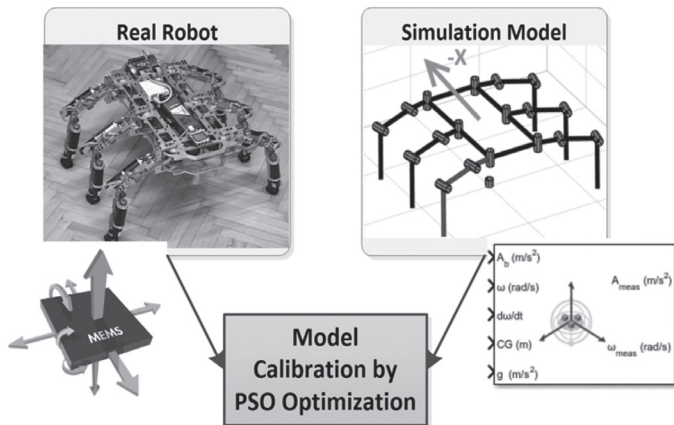 Real Robot
Simulation Model
-X
MEMS
A_b (m/s²)
ω (rad/s)
dω/dt
CG (m)
g (m/s²)
A_meas (m/s²)
ω_meas (rad/s)
Model
Calibration by
PSO Optimization